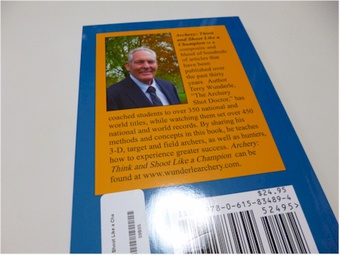 Archery: Think
and Shoot Like a
Champion is a
composite and
blend of hundreds
of articles that
have been
published over
the past thirty
years. Author
Terry Wunderle,
"The Archery
Shot Doctor," has
coached students to over 350 national and
world titles, while watching them set over 450
national and world records. By sharing his
methods and concepts in this book, he teaches
3-D, target and field archers, as well as hunters,
how to experience greater success. Archery:
Think and Shoot Like a Champion can be
found at www.wunderlearchery.com.
$24.95
78-0-615-83489-4
52495>
Shoot Like a Cha